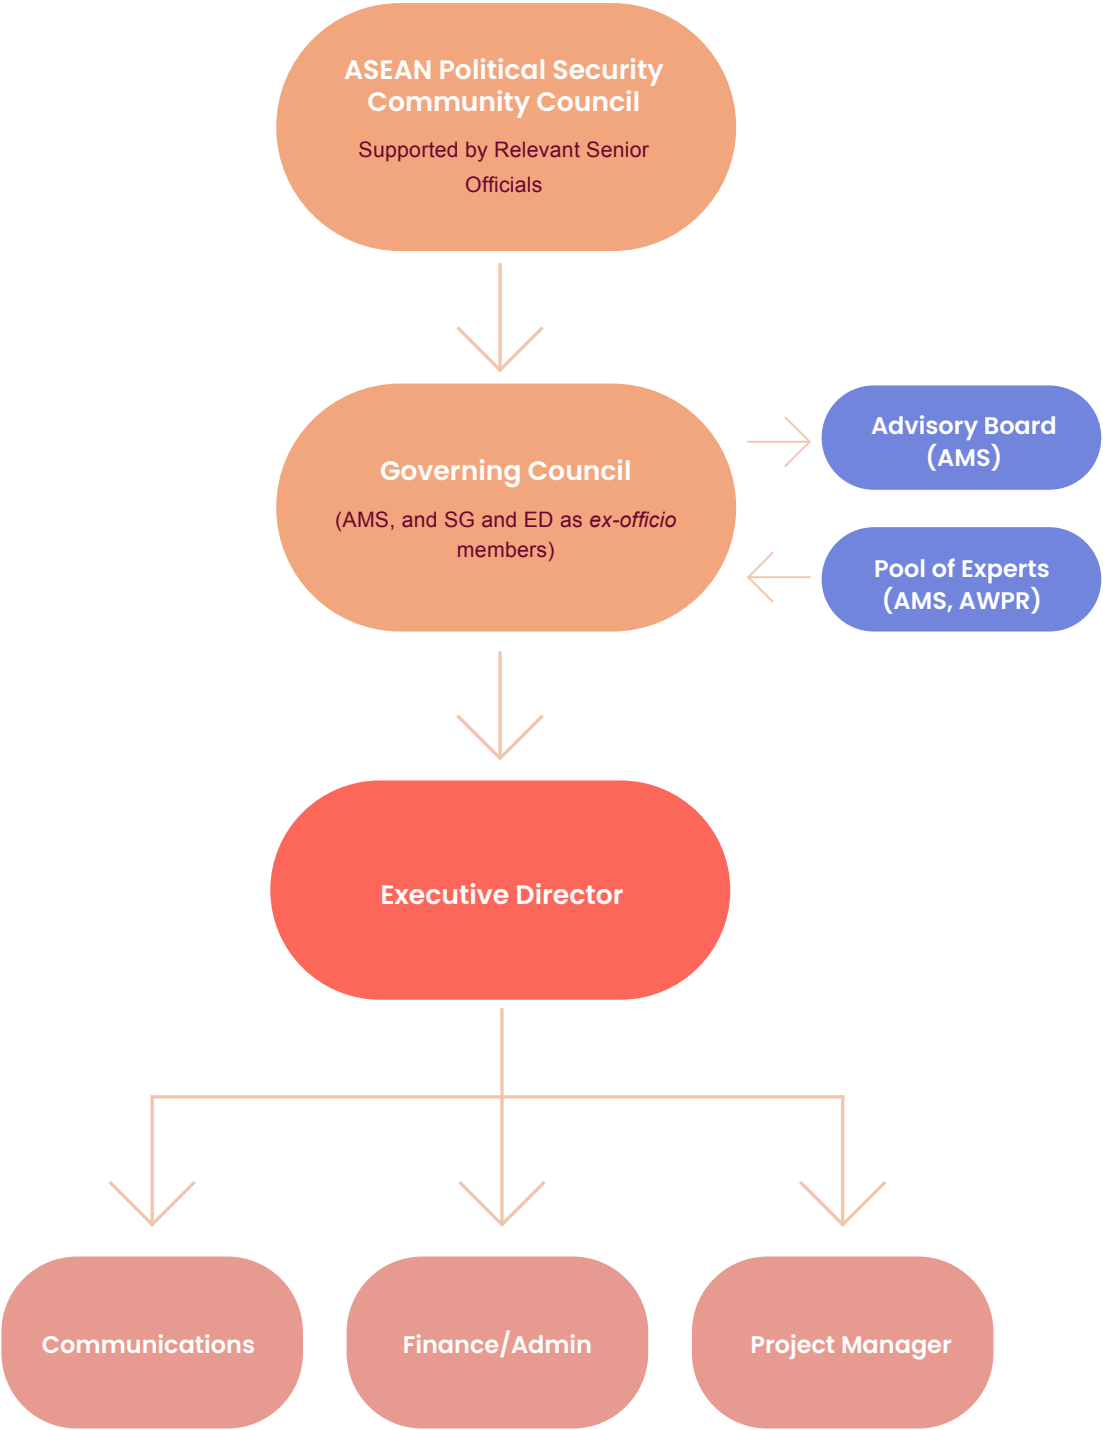 ASEAN Political Security
Community Council
Supported by Relevant Senior
Officials
Governing Council
(AMS, and SG and ED as ex-officio
members)
Advisory Board
(AMS)
Pool of Experts
(AMS, AWPR)
Executive Director
Communications
Finance/Admin
Project Manager